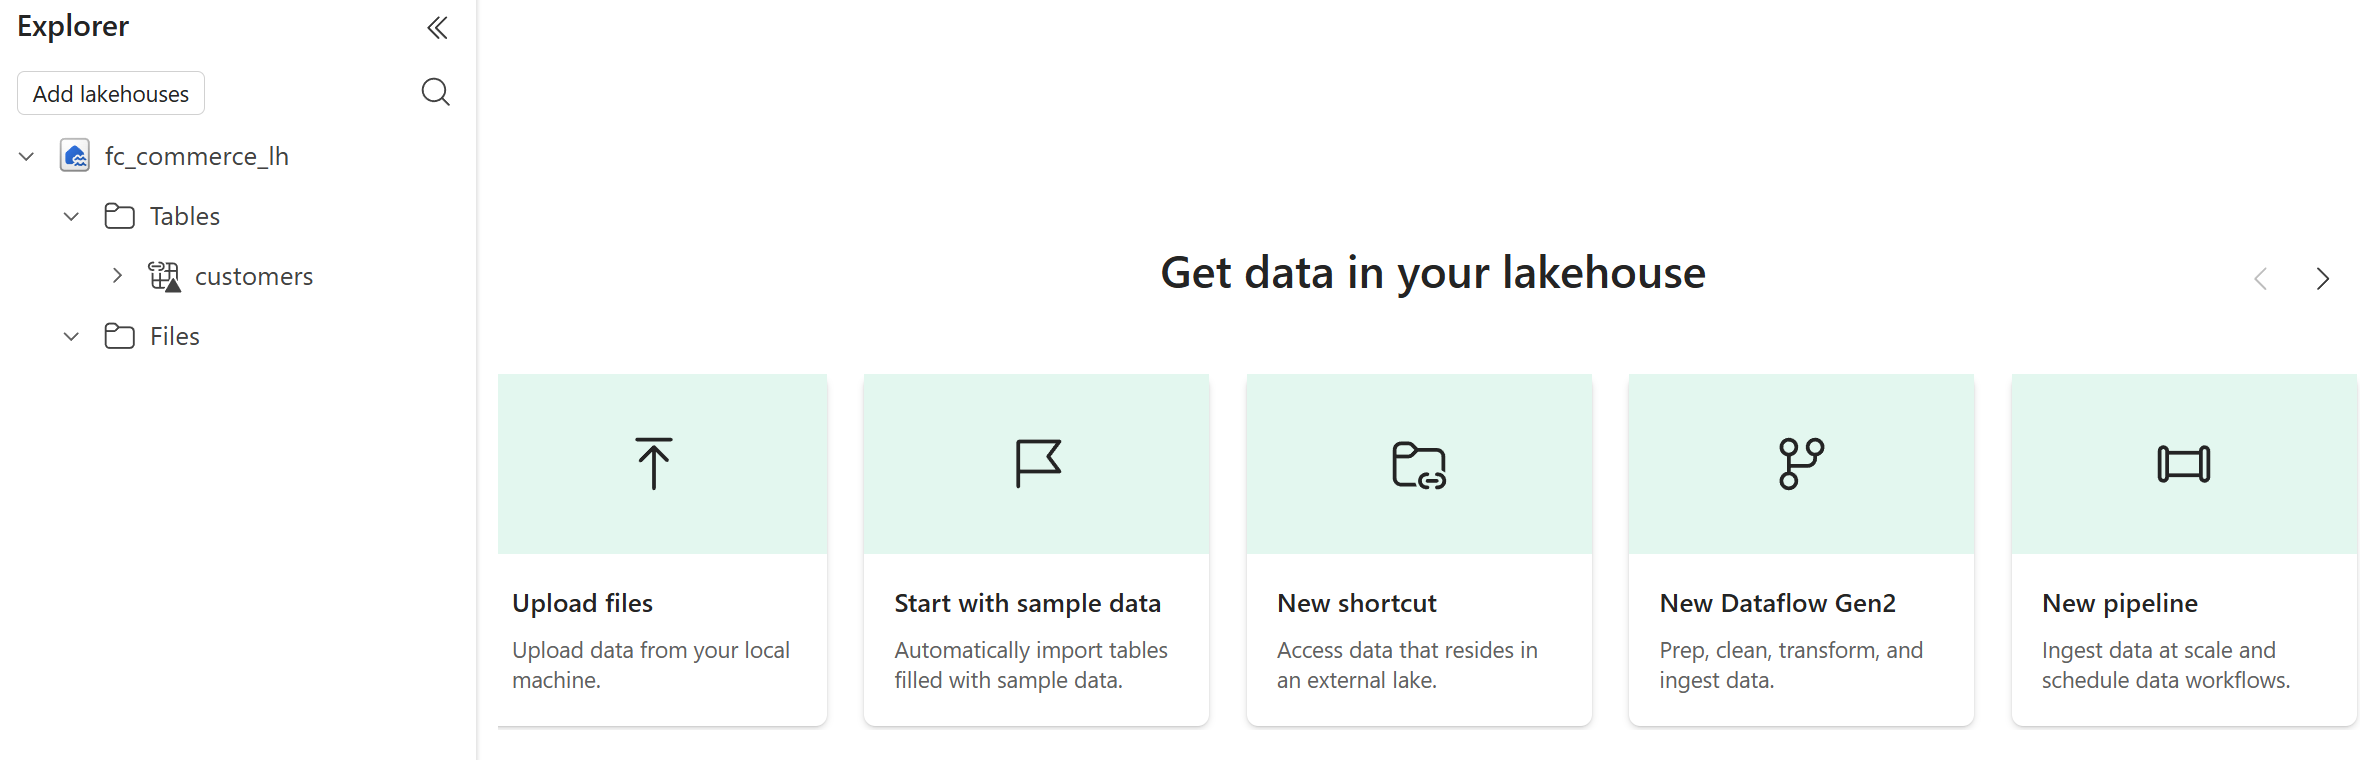 Explorer
Add lakehouses
fc_commerce_lh
Tables
customers
Files
Get data in your lakehouse
Upload files
Upload data from your local
machine.
Start with sample data
Automatically import tables
filled with sample data.
New shortcut
Access data that resides in
an external lake.
New Dataflow Gen2
Prep, clean, transform, and
ingest data.
New pipeline
Ingest data at scale and
schedule data workflows.